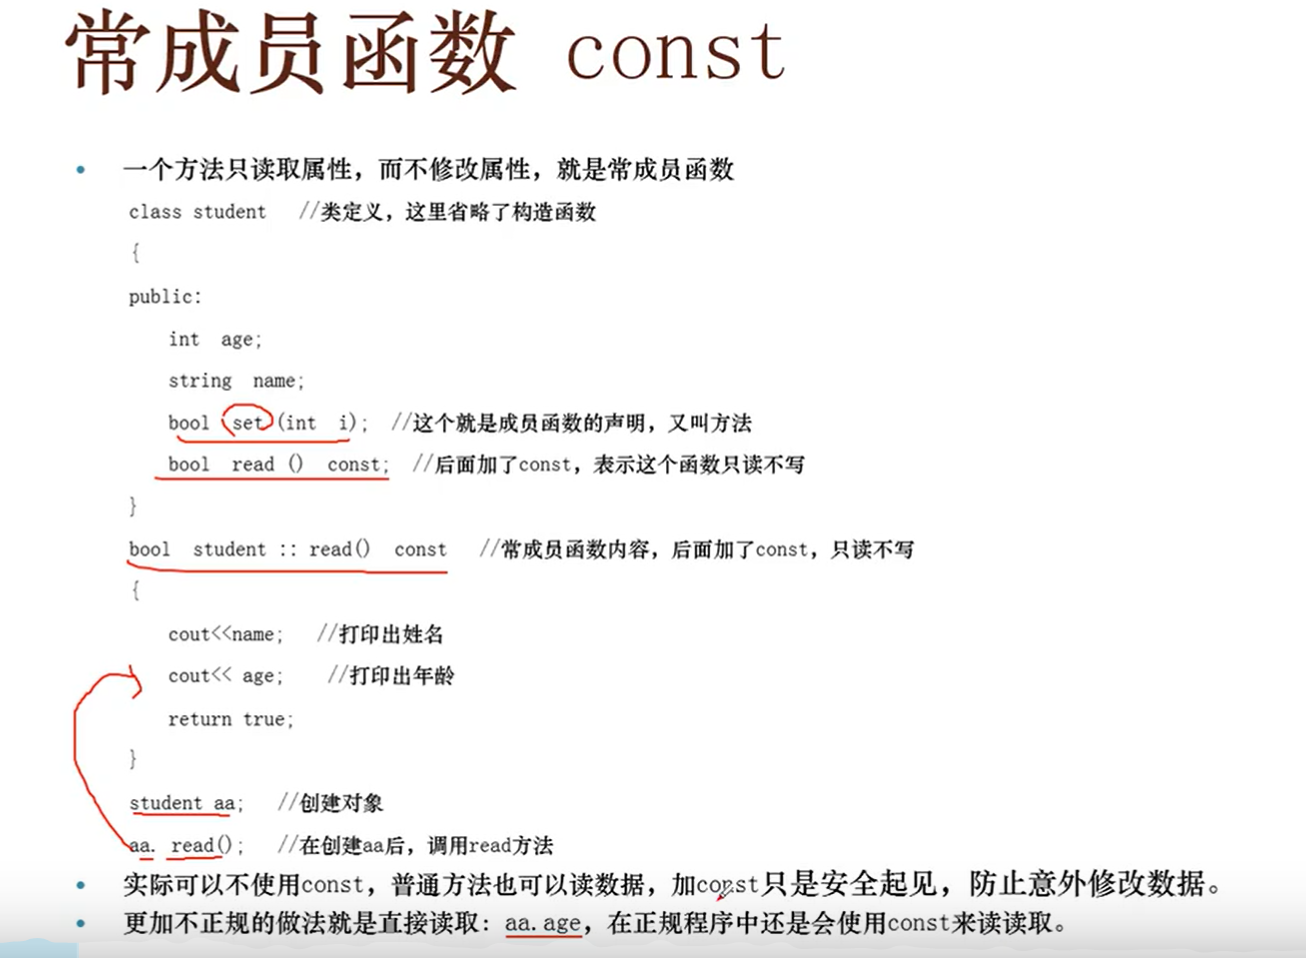 常成员函数 const
• 一个方法只读取属性，而不修改属性，就是常成员函数
class student //类定义，这里省略了构造函数
{
public:
int age;
string name;
bool set (int i); //这个就是成员函数的声明，又叫方法
bool read () const; //后面加了const，表示这个函数只读不写
}
bool student :: read() const //常成员函数内容，后面加了const，只读不写
{
cout<<name; //打印出姓名
cout<< age; //打印出年龄
return true;
}
student aa; //创建对象
aa. read(); //在创建aa后，调用read方法
• 实际可以不使用const，普通方法也可以读数据，加const只是安全起见，防止意外修改数据。
• 更加不正规的做法就是直接读取：aa.age，在正规程序中还是会使用const来读读取。